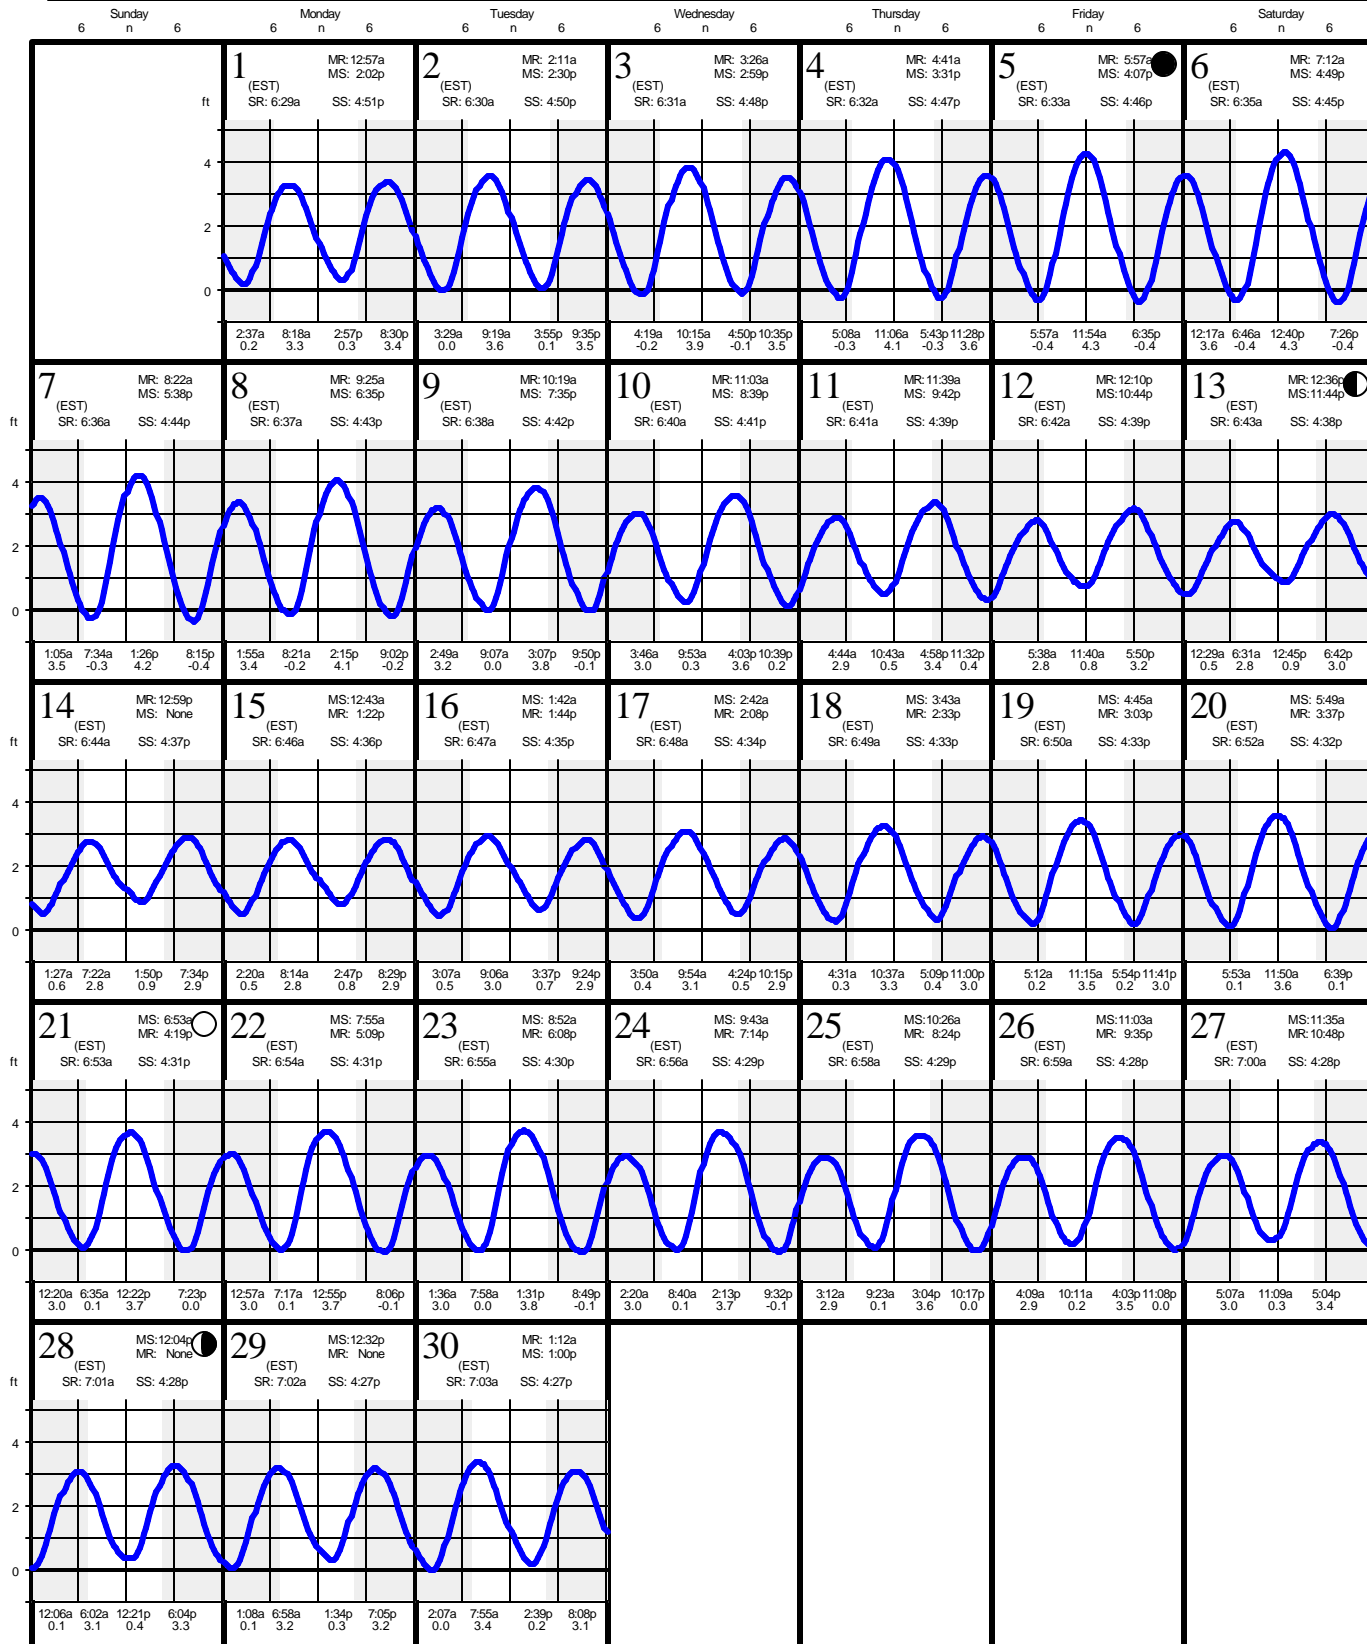 Sunday Monday Tuesday Wednesday Thursday Friday Saturday
6 n 6 6 n 6 6 n 6 6 n 6 6 n 6 6 n 6 6 n 6
1 MR: 12:57a 2 MR: 2:11a 3 MR: 3:26a 4 MR: 4:41a 5 MR: 5:57a 6 MR: 7:12a
MS: 2:02p MS: 2:30p MS: 2:59p MS: 3:31p MS: 4:07p MS: 4:49p
(EST) (EST) (EST) (EST) (EST) (EST)
ft SR: 6:29a SS: 4:51p SR: 6:30a SS: 4:50p SR: 6:31a SS: 4:48p SR: 6:32a SS: 4:47p SR: 6:33a SS: 4:46p SR: 6:35a SS: 4:45p
4
2
0
2:37a 8:18a 2:57p 8:30p 3:29a 9:19a 3:55p 9:35p 4:19a 10:15a 4:50p 10:35p 5:08a 11:06a 5:43p 11:28p 5:57a 11:54a 6:35p 12:17a 6:46a 12:40p 7:26p
0.2 3.3 0.3 3.4 0.0 3.6 0.1 3.5 -0.2 3.9 -0.1 3.5 -0.3 4.1 -0.3 3.6 -0.4 4.3 -0.4 3.6 -0.4 4.3 -0.4
7 MR: 8:22a 8 MR: 9:25a 9 MR: 10:19a 10 MR: 11:03a 11 MR: 11:39a 12 MR: 12:10p 13 MR: 12:36p
MS: 5:38p MS: 6:35p MS: 7:35p MS: 8:39p MS: 9:42p MS: 10:44p MS: 11:44p
(EST) (EST) (EST) (EST) (EST) (EST) (EST)
ft SR: 6:36a SS: 4:44p SR: 6:37a SS: 4:43p SR: 6:38a SS: 4:42p SR: 6:40a SS: 4:41p SR: 6:41a SS: 4:39p SR: 6:42a SS: 4:39p SR: 6:43a SS: 4:38p
4
2
0
1:05a 7:34a 1:26p 8:15p 1:55a 8:21a 2:15p 9:02p 2:49a 9:07a 3:07p 9:50p 3:46a 9:53a 4:03p 10:39p 4:44a 10:43a 4:58p 11:32p 5:38a 11:40a 5:50p 12:29a 6:31a 12:45p 6:42p
3.5 -0.3 4.2 -0.4 3.4 -0.2 4.1 -0.2 3.2 0.0 3.8 -0.1 3.0 0.3 3.6 0.2 2.9 0.5 3.4 0.4 2.8 0.8 3.2 0.5 2.8 0.9 3.0
14 MR: 12:59p 15 MS: 12:43a 16 MS: 1:42a 17 MS: 2:42a 18 MS: 3:43a 19 MS: 4:45a 20 MS: 5:49a
MS: None MR: 1:22p MR: 1:44p MR: 2:08p MR: 2:33p MR: 3:03p MR: 3:37p
(EST) (EST) (EST) (EST) (EST) (EST) (EST)
ft SR: 6:44a SS: 4:37p SR: 6:46a SS: 4:36p SR: 6:47a SS: 4:35p SR: 6:48a SS: 4:34p SR: 6:49a SS: 4:33p SR: 6:50a SS: 4:33p SR: 6:52a SS: 4:32p
4
2
0
1:27a 7:22a 1:50p 7:34p 2:20a 8:14a 2:47p 8:29p 3:07a 9:06a 3:37p 9:24p 3:50a 9:54a 4:24p 10:15p 4:31a 10:37a 5:09p 11:00p 5:12a 11:15a 5:54p 11:41p 5:53a 11:50a 6:39p
0.6 2.8 0.9 2.9 0.5 2.8 0.8 2.9 0.5 3.0 0.7 2.9 0.4 3.1 0.5 2.9 0.3 3.3 0.4 3.0 0.2 3.5 0.2 3.0 0.1 3.6 0.1
21 MS: 6:53a 22 MS: 7:55a 23 MS: 8:52a 24 MS: 9:43a 25 MS: 10:26a 26 MS: 11:03a 27 MS: 11:35a
MR: 4:19p MR: 5:09p MR: 6:08p MR: 7:14p MR: 8:24p MR: 9:35p MR: 10:48p
(EST) (EST) (EST) (EST) (EST) (EST) (EST)
ft SR: 6:53a SS: 4:31p SR: 6:54a SS: 4:31p SR: 6:55a SS: 4:30p SR: 6:56a SS: 4:29p SR: 6:58a SS: 4:29p SR: 6:59a SS: 4:28p SR: 7:00a SS: 4:28p
4
2
0
12:20a 6:35a 12:22p 7:23p 12:57a 7:17a 12:55p 8:06p 1:36a 7:58a 1:31p 8:49p 2:20a 8:40a 2:13p 9:32p 3:12a 9:23a 3:04p 10:17p 4:09a 10:11a 4:03p 11:08p 5:07a 11:09a 5:04p
3.0 0.1 3.7 0.0 3.0 0.1 3.7 -0.1 3.0 0.0 3.8 -0.1 3.0 0.1 3.7 -0.1 2.9 0.1 3.6 0.0 2.9 0.2 3.5 0.0 3.0 0.3 3.4
28 MS: 12:04p 29 MS: 12:32p 30 MR: 1:12a
MR: None MR: None MS: 1:00p
(EST) (EST) (EST)
ft SR: 7:01a SS: 4:28p SR: 7:02a SS: 4:27p SR: 7:03a SS: 4:27p
4
2
0
12:06a 6:02a 12:21p 6:04p 1:08a 6:58a 1:34p 7:05p 2:07a 7:55a 2:39p 8:08p
0.1 3.1 0.4 3.3 0.1 3.2 0.3 3.2 0.0 3.4 0.2 3.1